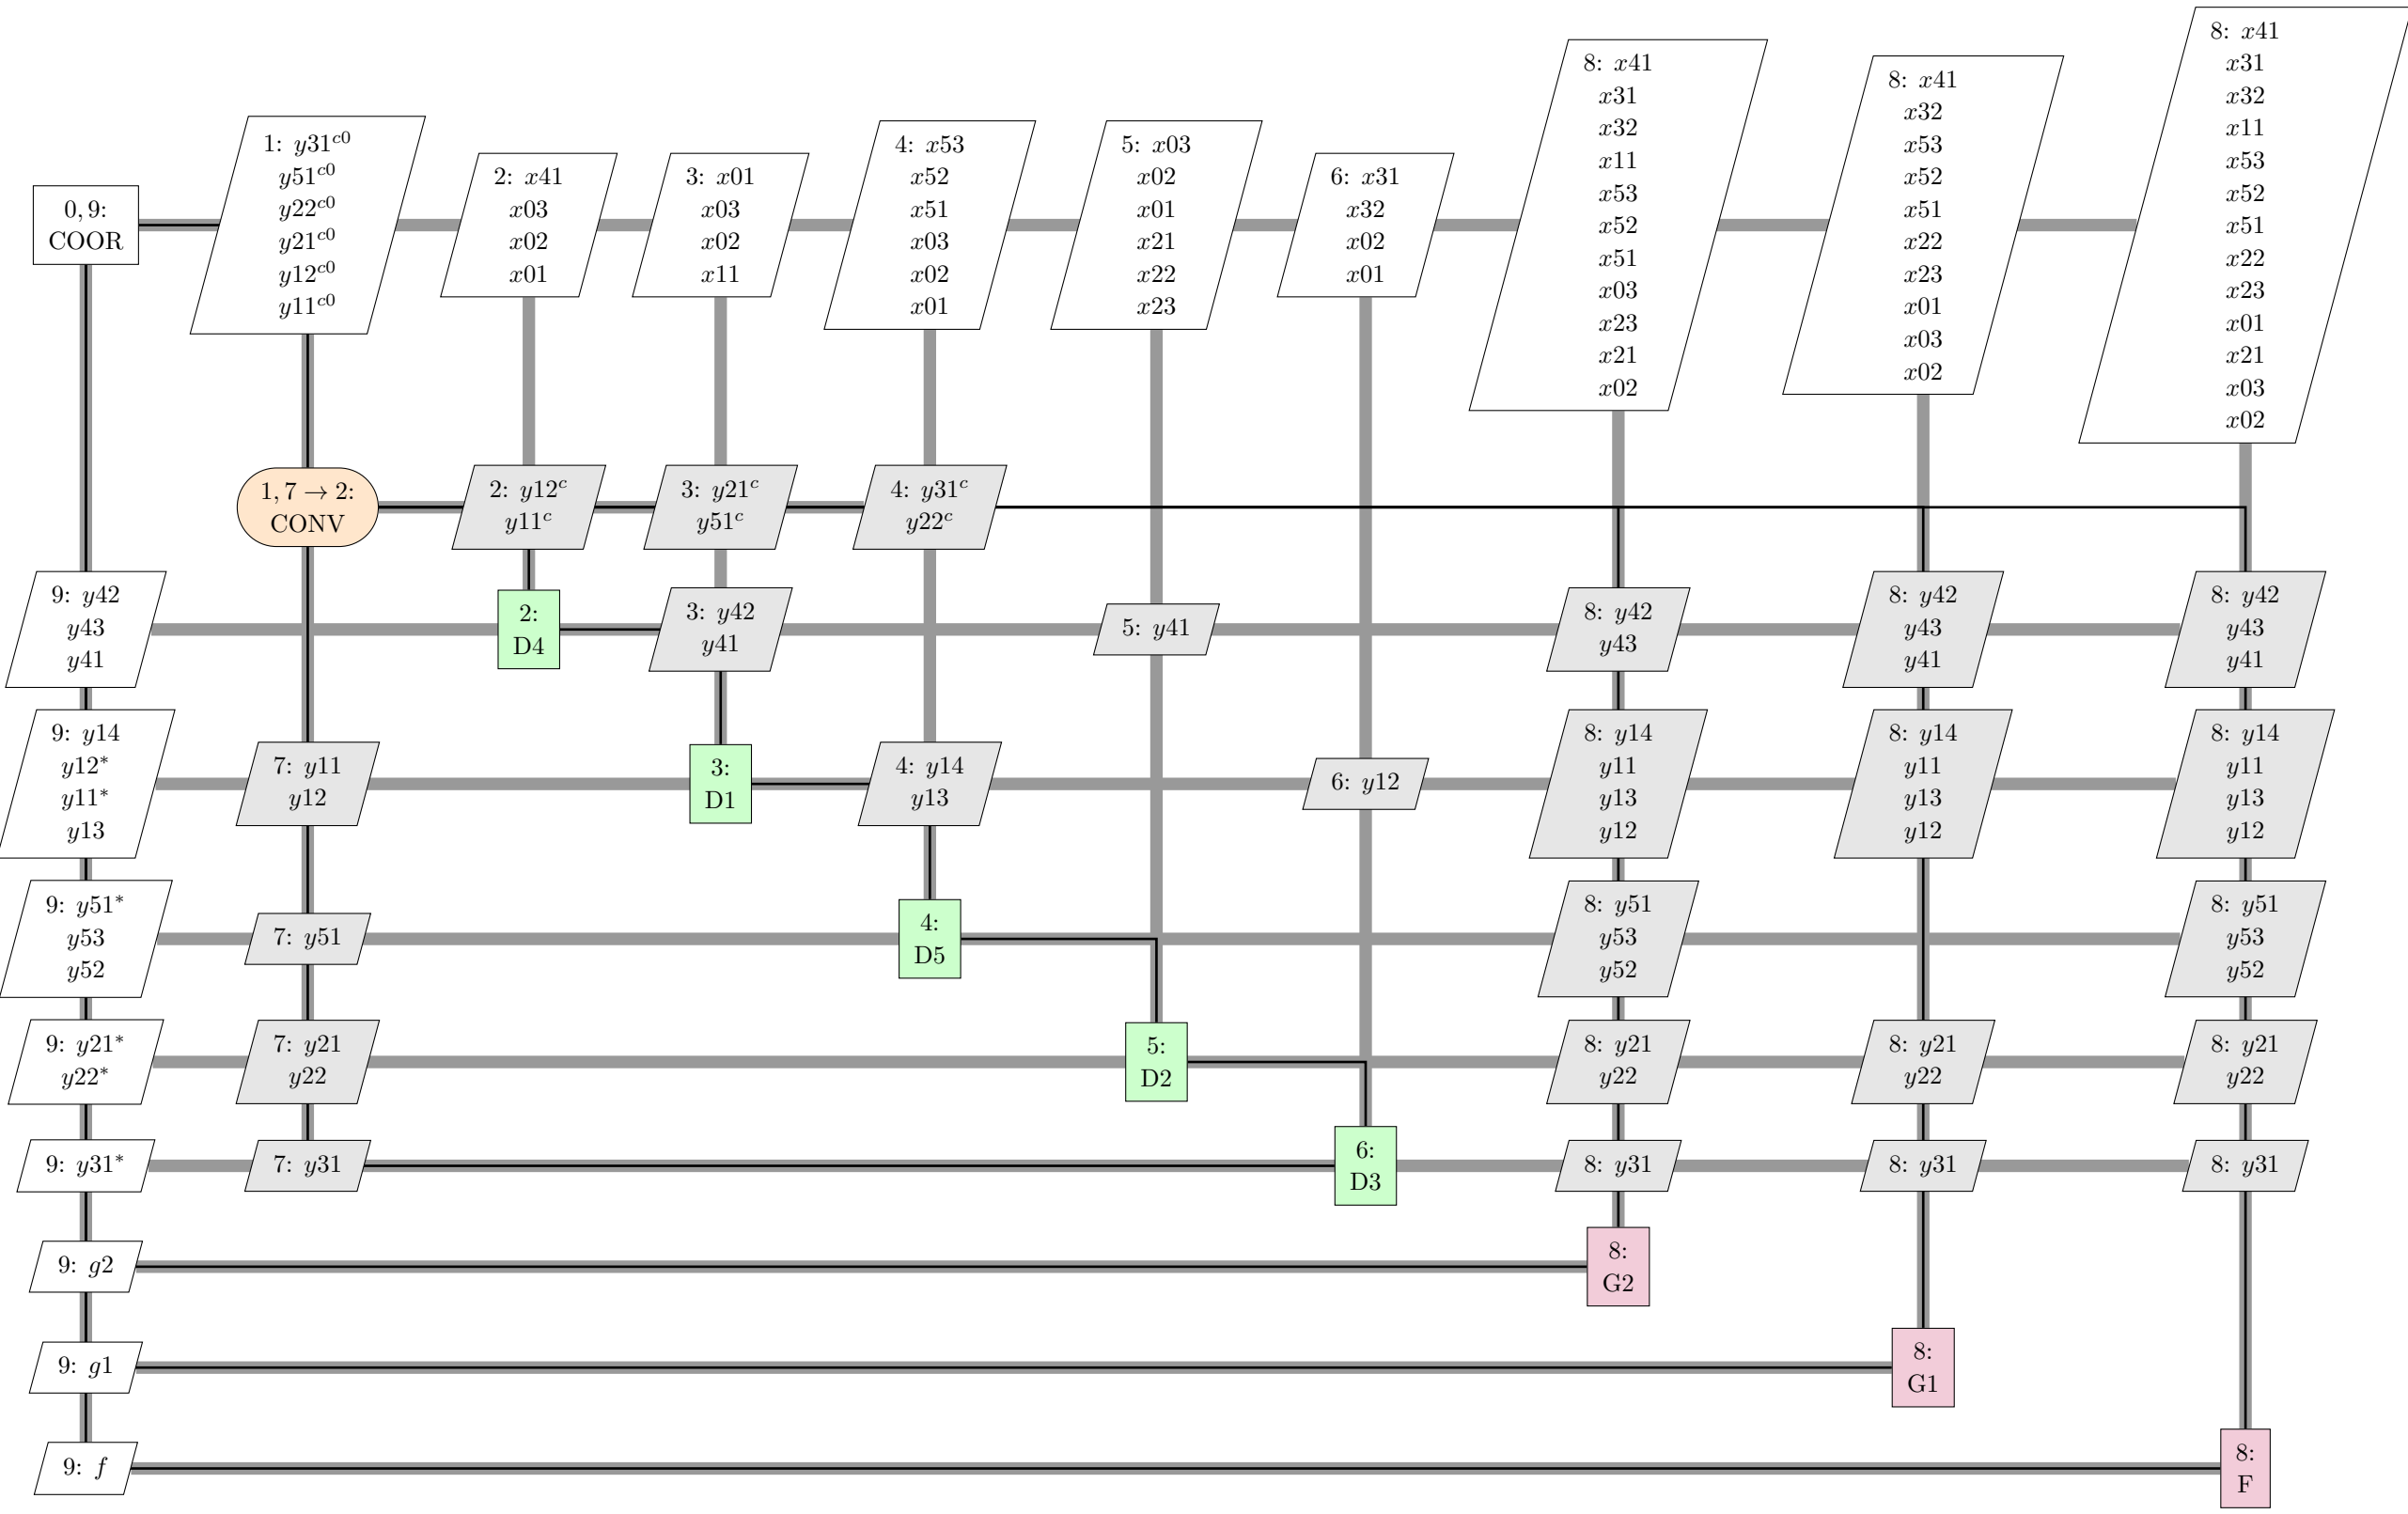 0, 9:
COOR
1: y31^{c0}
y51^{c0}
y22^{c0}
y21^{c0}
y12^{c0}
y11^{c0}
2: x41
x03
x02
x01
3: x01
x03
x02
x11
4: x53
x52
x51
x03
x02
x01
5: x03
x02
x01
x21
x22
x23
6: x31
x32
x02
x01
8: x41
x31
x32
x11
x53
x52
x51
x03
x23
x21
x02
8: x41
x32
x53
x52
x51
x22
x23
x01
x03
x02
8: x41
x31
x32
x11
x53
x52
x51
x22
x23
x01
x21
x03
x02
1, 7 → 2:
CONV
2: y12^c
y11^c
3: y21^c
y51^c
4: y31^c
y22^c
9: y42
y43
y41
2:
D4
3: y42
y41
5: y41
8: y42
y43
8: y42
y43
y41
8: y42
y43
y41
9: y14
y12*
y11*
y13
7: y11
y12
3:
D1
4: y14
y13
6: y12
8: y14
y11
y13
y12
8: y14
y11
y13
y12
8: y14
y11
y13
y12
9: y51*
y53
y52
7: y51
4:
D5
8: y51
y53
y52
8: y51
y53
y52
9: y21*
y22*
7: y21
y22
5:
D2
8: y21
y22
8: y21
y22
8: y21
y22
9: y31*
7: y31
6:
D3
8: y31
8: y31
8: y31
9: g2
8:
G2
9: g1
8:
G1
9: f
8:
F